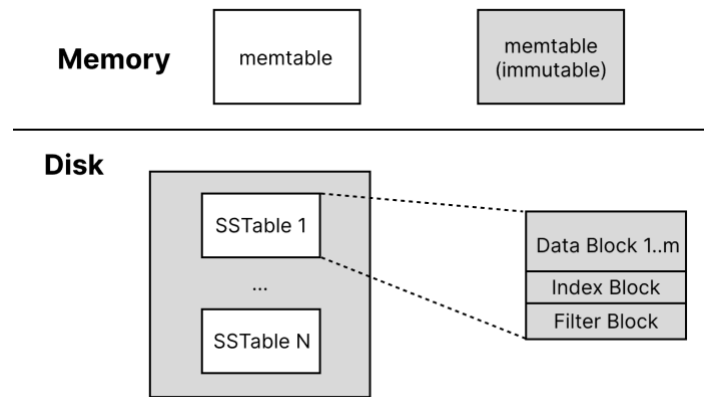 Memory
memtable
memtable
(immutable)
Disk
SSTable 1
...
SSTable N
Data Block 1..m
Index Block
Filter Block